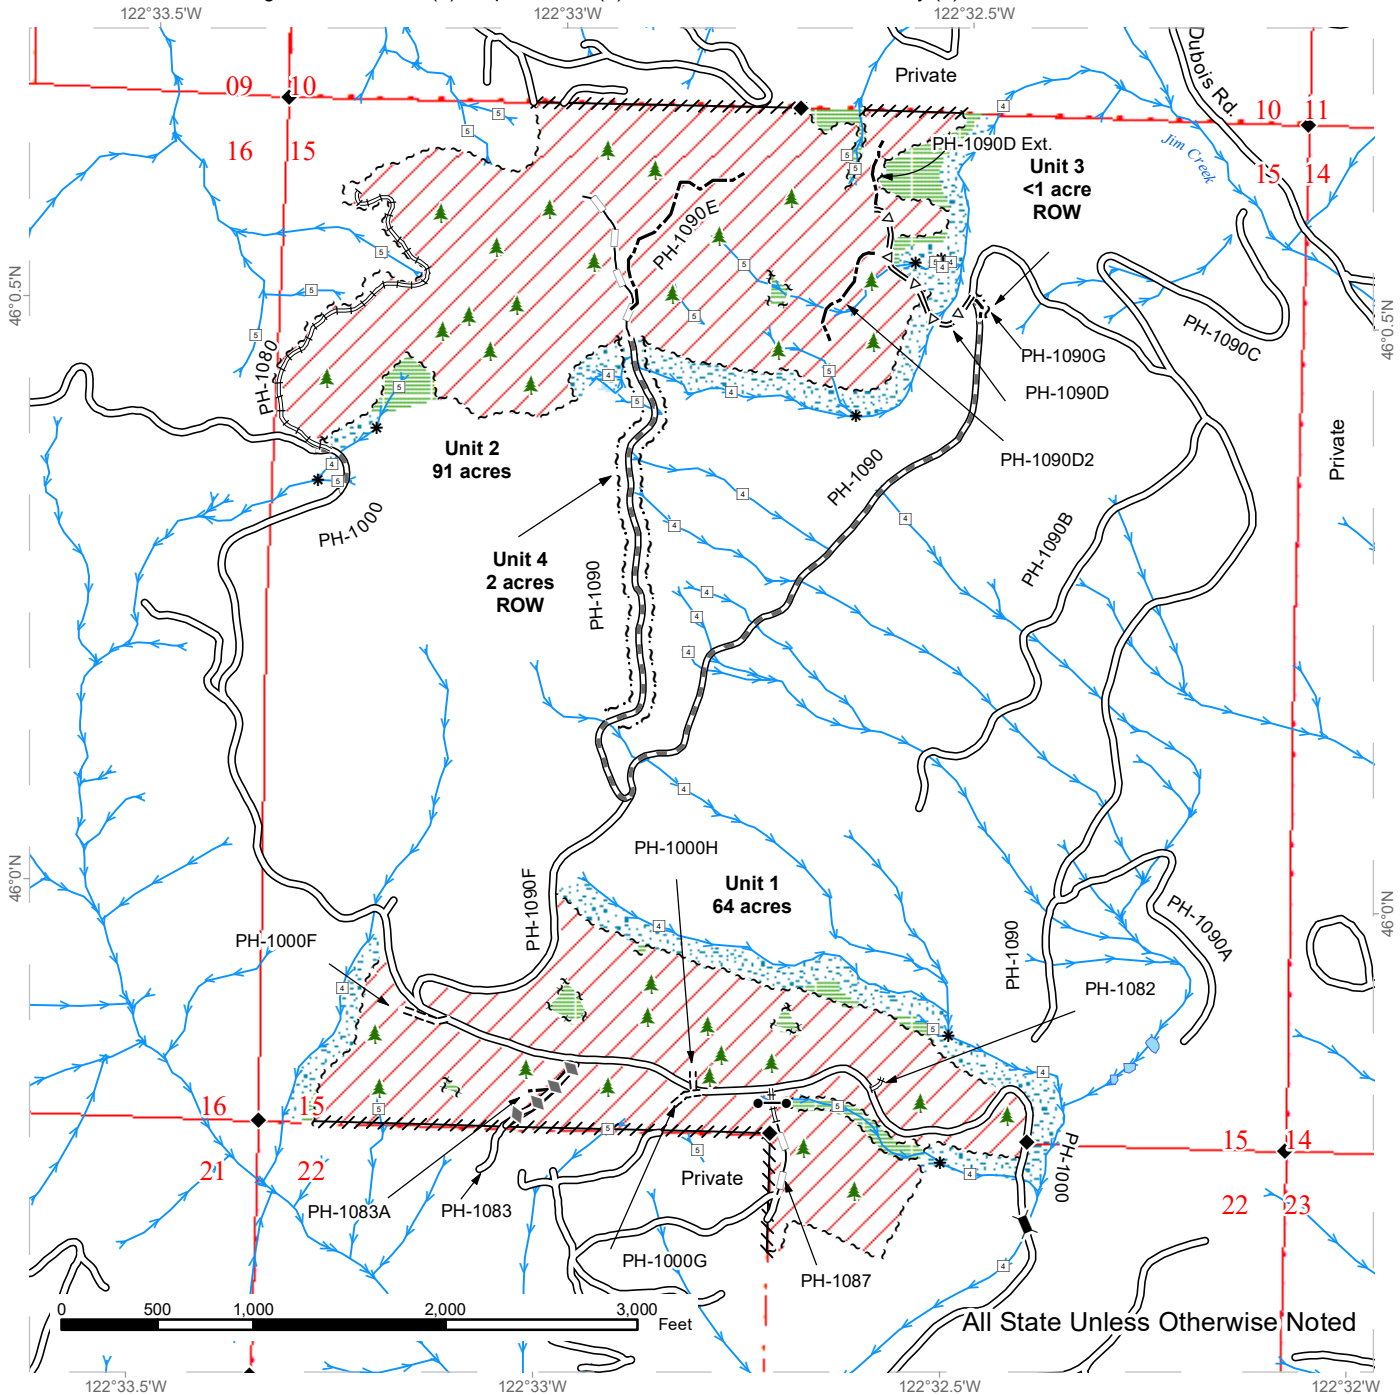 122°33.5'W
122°33'W
122°32.5'W
Private
Dubois Rd.
09
10
10
11
16
15
15
14
Jim Creek
PH-1090D Ext.
Unit 3
<1 acre
ROW
PH-1090E
46°0.5'N
46°0.5'N
PH-1090C
PH-1080
PH-1090G
PH-1090D
PH-1090D2
Unit 2
91 acres
PH-1090
Private
PH-1000
Unit 4
2 acres
ROW
PH-1090
PH-1090B
PH-1000H
Unit 1
64 acres
46°0'N
46°0'N
PH-1090F
PH-1000F
PH-1090
PH-1090A
PH-1082
16
15
15
14
21
22
22
23
PH-1000
Private
PH-1083A
PH-1083
PH-1000G
PH-1087
0
500
1,000
2,000
3,000
Feet
All State Unless Otherwise Noted
122°33.5'W
122°33'W
122°32.5'W
122°32'W